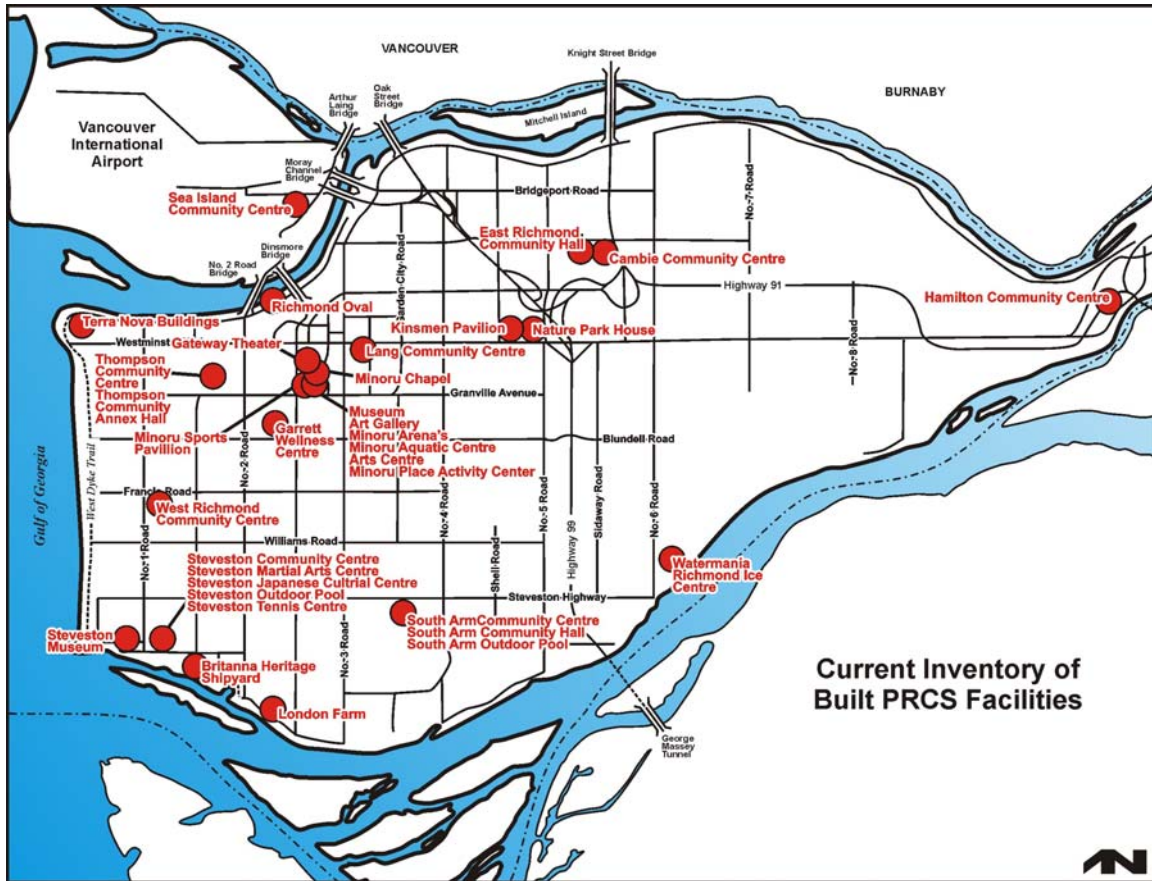 VANCOUVER
Knight Street Bridge
BURNABY
Oak
Street
Bridge
Arthur
Laing
Bridge
Mitchell Island
Vancouver
International
Airport
Moray
Channel
Bridge
Bridgeport Road
No. 7 Road
Sea Island
Community Centre
East Richmond
Community Hall
Cambie Community Centre
Dinsmore
Bridge
No. 2 Road
Bridge
Garden City Road
Highway 91
Hamilton Community Centre
Richmond Oval
Terra Nova Buildings
Kinsmen Pavilion
Nature Park House
Westminst
Gateway Theater
Lang Community Centre
No. 8 Road
Thompson
Community
Centre
Thompson
Community
Annex Hall
Minoru Chapel
Granville Avenue
Museum
Art Gallery
Minoru Arena's
Minoru Aquatic Centre
Arts Centre
Minoru Place Activity Center
Minoru Sports
Pavilion
Garrett
Wellness
Centre
Blundell Road
No. 2 Road
West Dyke Trail
Gulf of Georgia
Francis Road
West Richmond
Community Centre
No. 4 Road
No. 5 Road
Sidaway Road
No. 6 Road
Williams Road
No. 1 Road
Shell Road
Highway 99
Steveston Community Centre
Steveston Martial Arts Centre
Steveston Japanese Cultrial Centre
Steveston Outdoor Pool
Steveston Tennis Centre
Watermania
Richmond Ice
Centre
Steveston Highway
South ArmCommunity Centre
South Arm Community Hall
South Arm Outdoor Pool
Steveston
Museum
No. 3 Road
Britanna Heritage
Shipyard
London Farm
Current Inventory of
Built PRCS Facilities
George
Massey
Tunnel
N